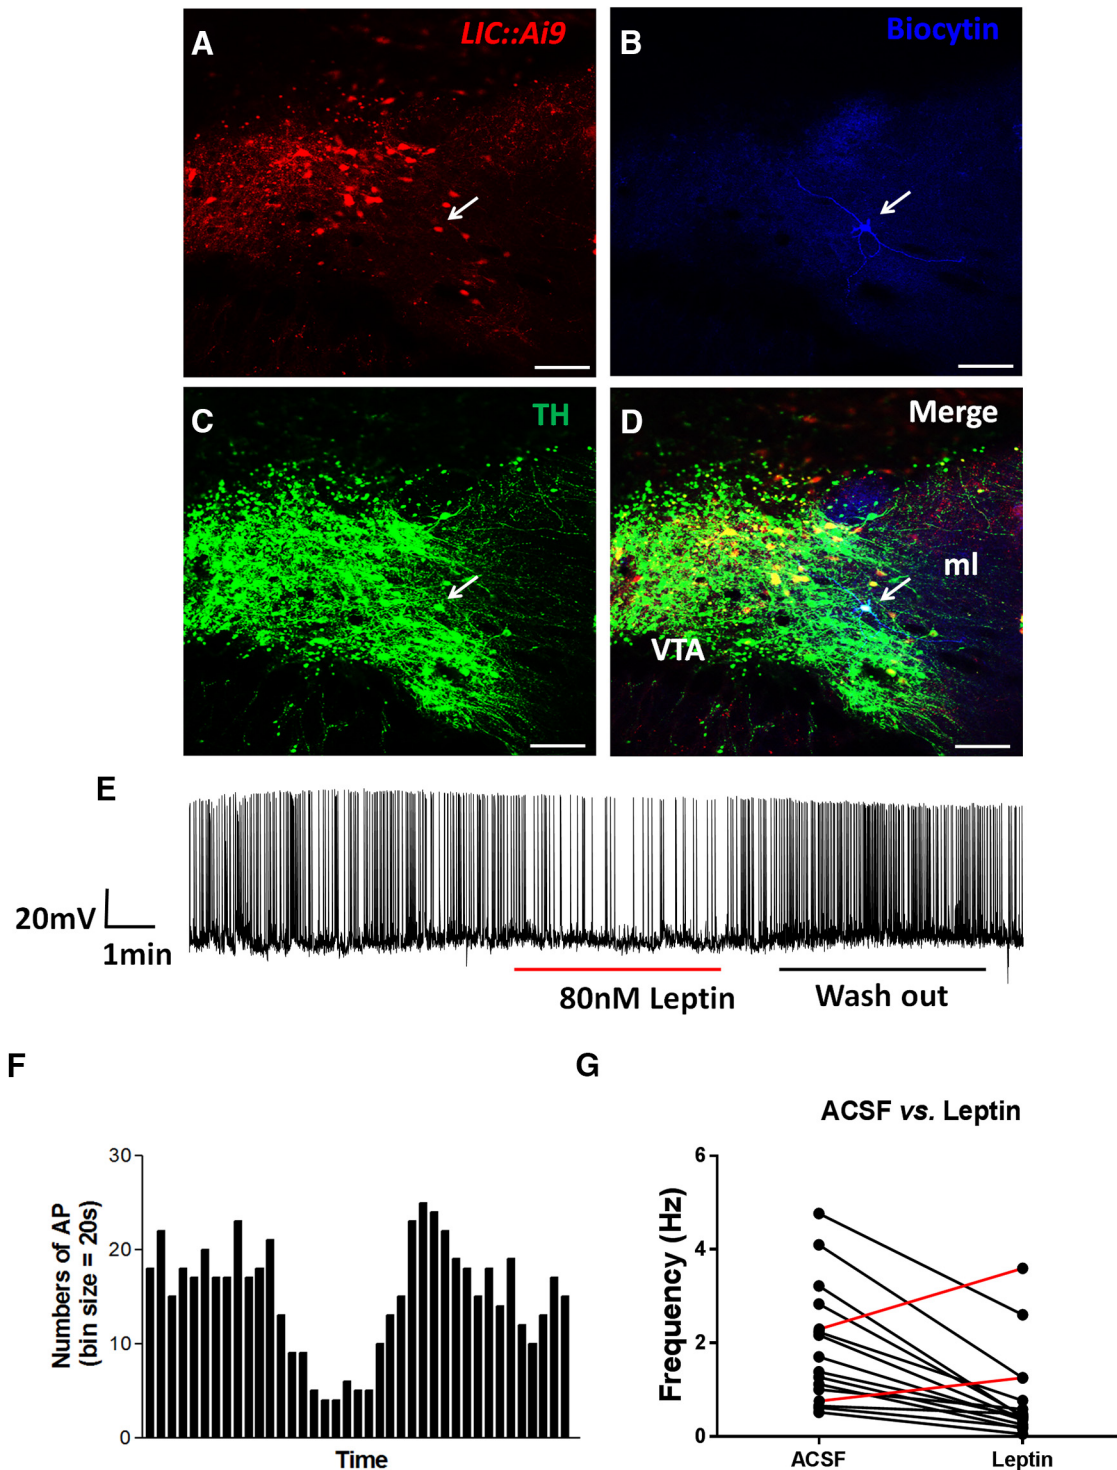 A
LIC::Ai9
B
Biocytin
C
TH
D
Merge
ml
VTA
E
20mV
1min
80nM Leptin
Wash out
F
G
ACSF vs. Leptin
Numbers of AP
(bin size = 20s)
30
20
10
0
Time
Frequency (Hz)
6
4
2
0
ACSF
Leptin